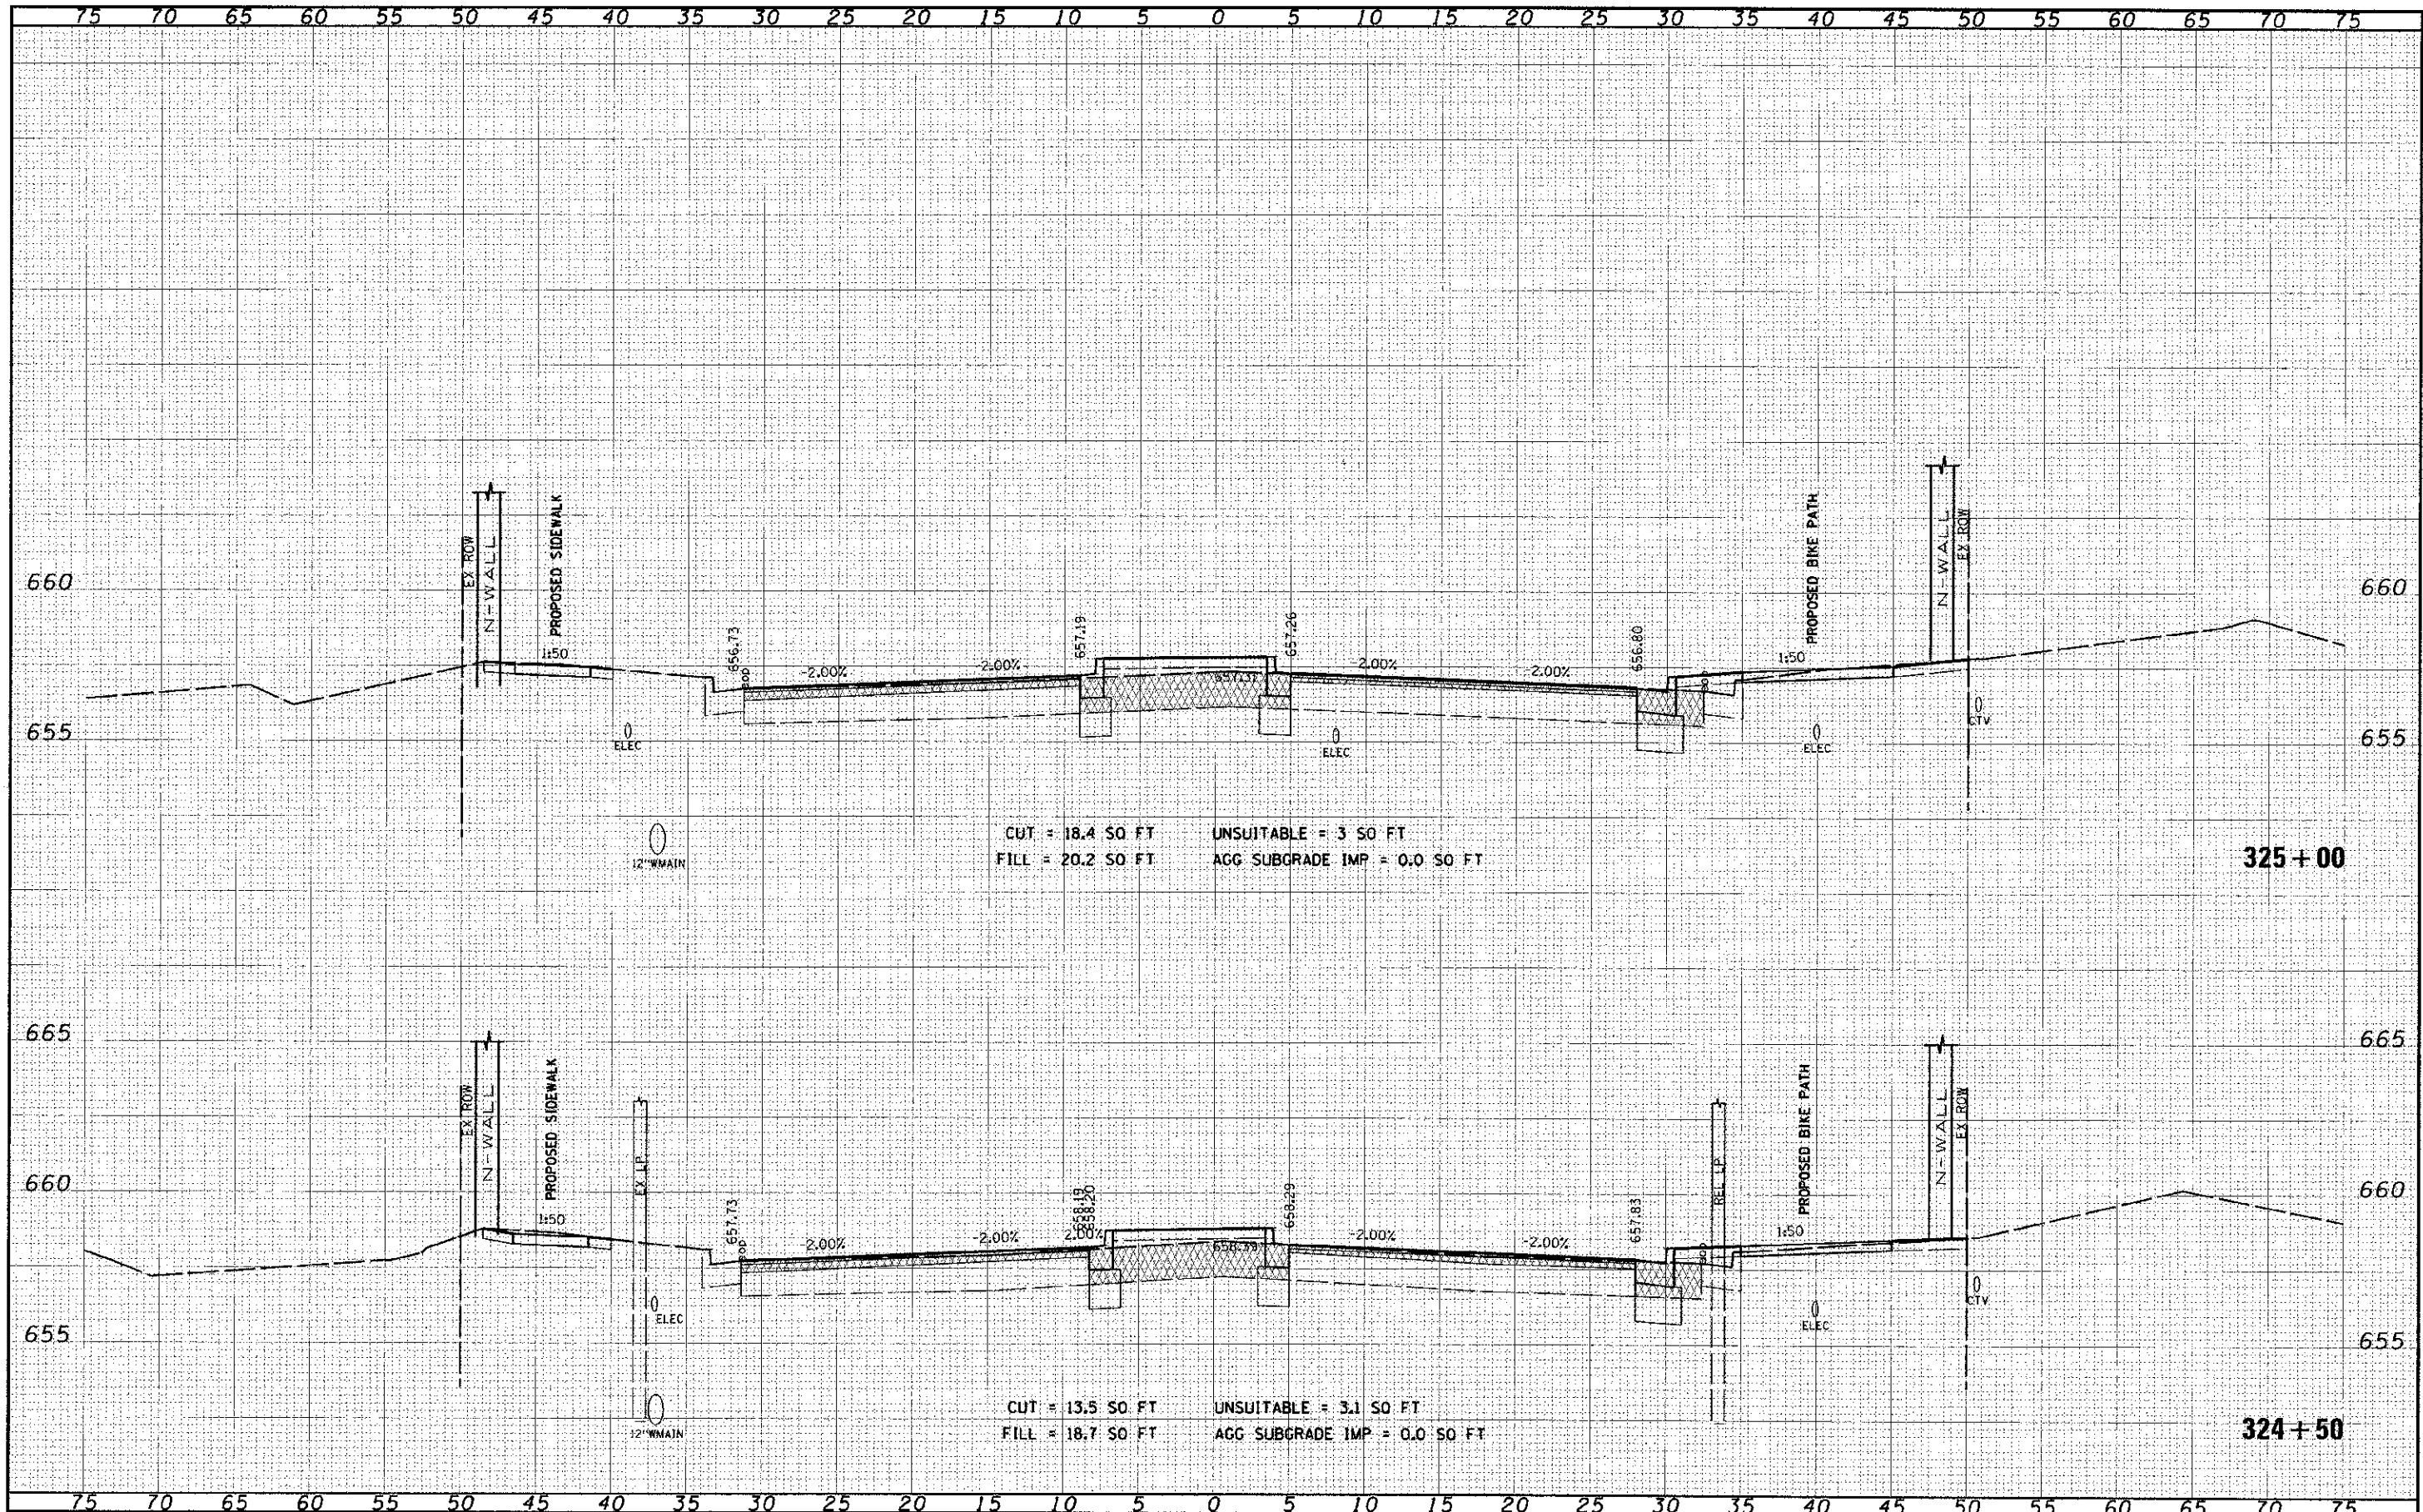 75 70 65 60 55 50 45 40 35 30 25 20 15 10 5 0 5 10 15 20 25 30 35 40 45 50 55 60 65 70 75
EX ROW
N-WALL
PROPOSED SIDEWALK
PROPOSED BIKE PATH
N-WALL
EX ROW
660
660
656.73
657.19
657.26
656.80
1:50
-2.00%
-2.00%
657.37
-2.00%
-2.00%
1:50
655
ELEC
ELEC
ELEC
CTV
655
12"WMAIN
CUT = 18.4 SQ FT UNSUITABLE = 3 SQ FT
FILL = 20.2 SQ FT AGG SUBGRADE IMP = 0.0 SQ FT
325+00
665
665
EX ROW
N-WALL
PROPOSED SIDEWALK
EX LP
REL LP
PROPOSED BIKE PATH
N-WALL
EX ROW
660
660
657.73
658.19
658.20
658.29
657.83
1:50
2.00%
-2.00%
2.00%
658.39
-2.00%
-2.00%
1:50
ELEC
ELEC
CTV
655
655
12"WMAIN
CUT = 13.5 SQ FT UNSUITABLE = 3.1 SQ FT
FILL = 18.7 SQ FT AGG SUBGRADE IMP = 0.0 SQ FT
324+50
75 70 65 60 55 50 45 40 35 30 25 20 15 10 5 0 5 10 15 20 25 30 35 40 45 50 55 60 65 70 75